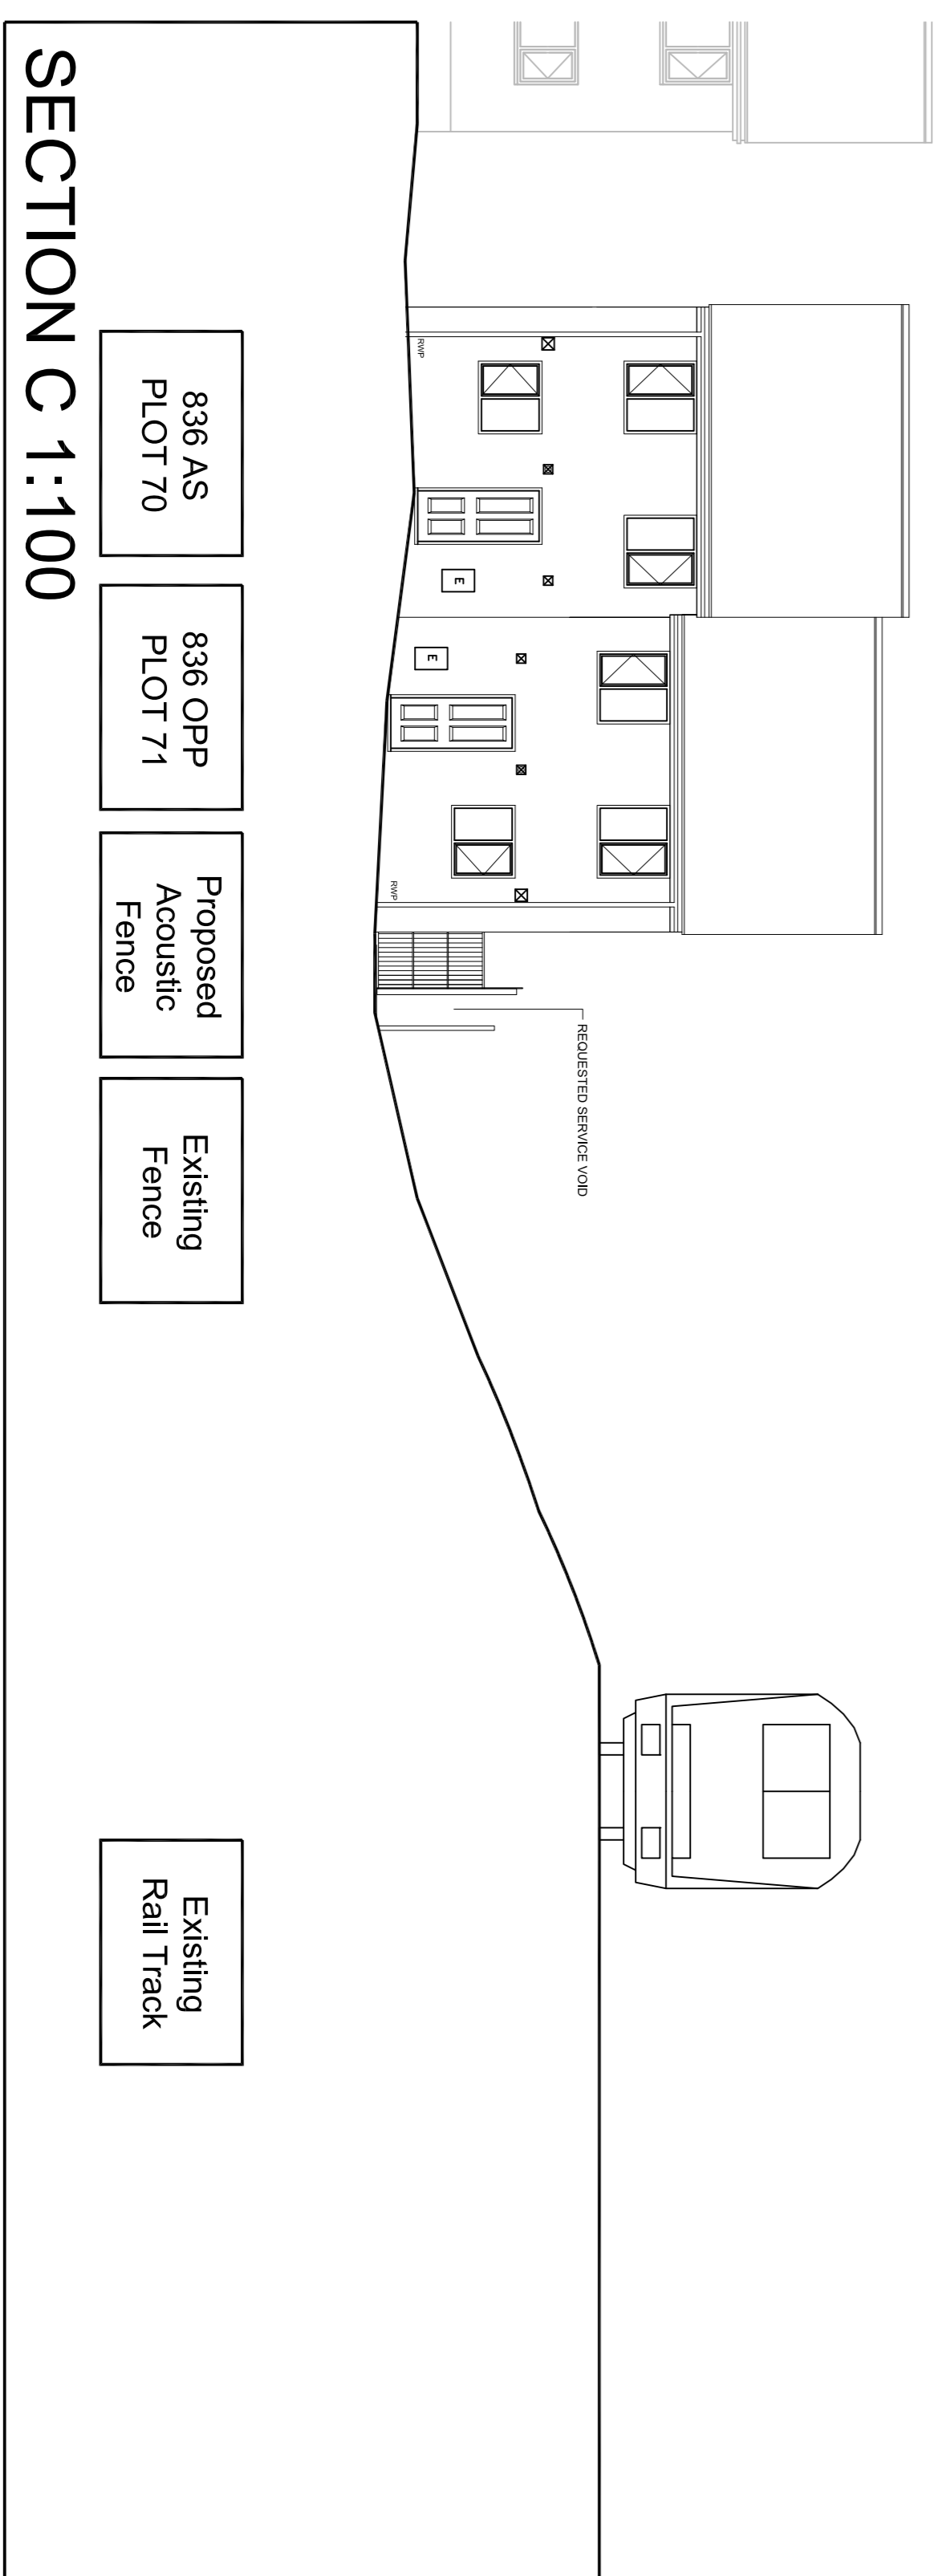 RWP
E
E
RWP
REQUESTED SERVICE VOID
836 AS
PLOT 70
836 OPP
PLOT 71
Proposed
Acoustic
Fence
Existing
Fence
Existing
Rail Track
SECTION C 1:100